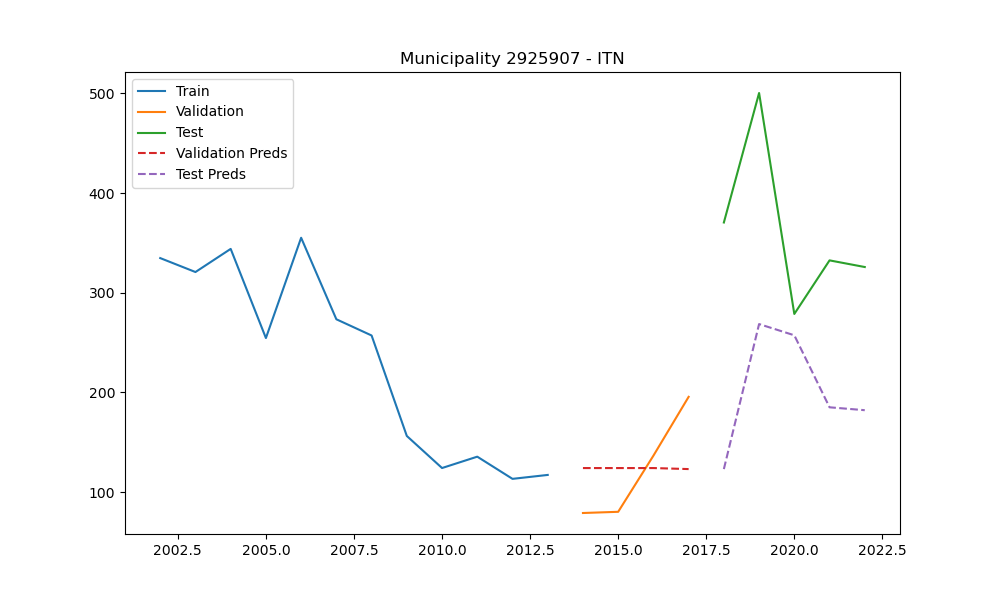 Municipality 2925907 - ITN
Train
Validation
Test
Validation Preds
Test Preds
500
400
300
200
100
2002.5 2005.0 2007.5 2010.0 2012.5 2015.0 2017.5 2020.0 2022.5